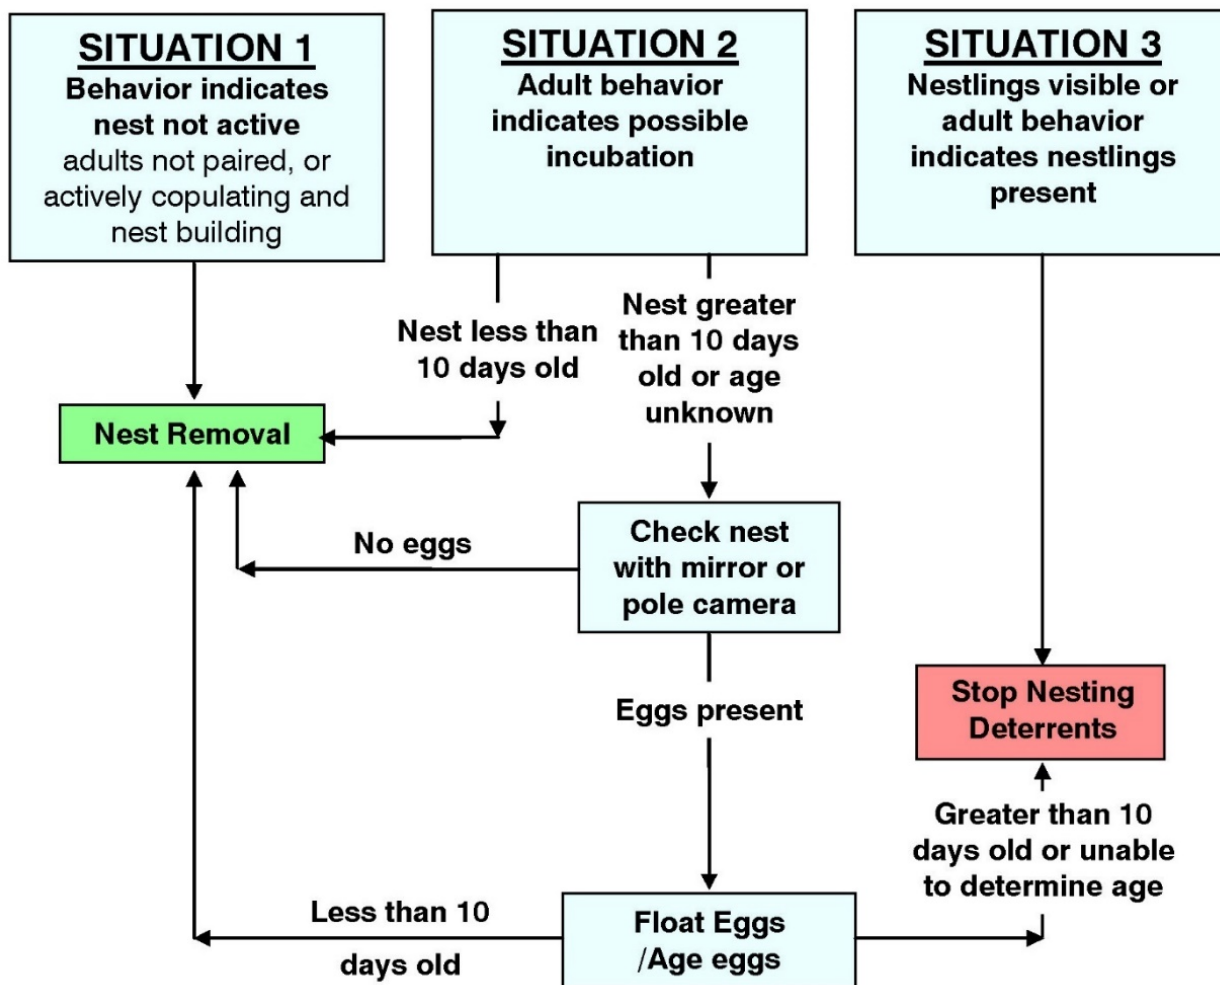 SITUATION 1
Behavior indicates
nest not active
adults not paired, or
actively copulating and
nest building
SITUATION 2
Adult behavior
indicates possible
incubation
SITUATION 3
Nestlings visible or
adult behavior
indicates nestlings
present
Nest less than
10 days old
Nest greater
than 10 days
old or age
unknown
Nest Removal
No eggs
Check nest
with mirror or
pole camera
Eggs present
Stop Nesting
Deterrents
Greater than 10
days old or unable
to determine age
Less than 10
days old
Float Eggs
/Age eggs